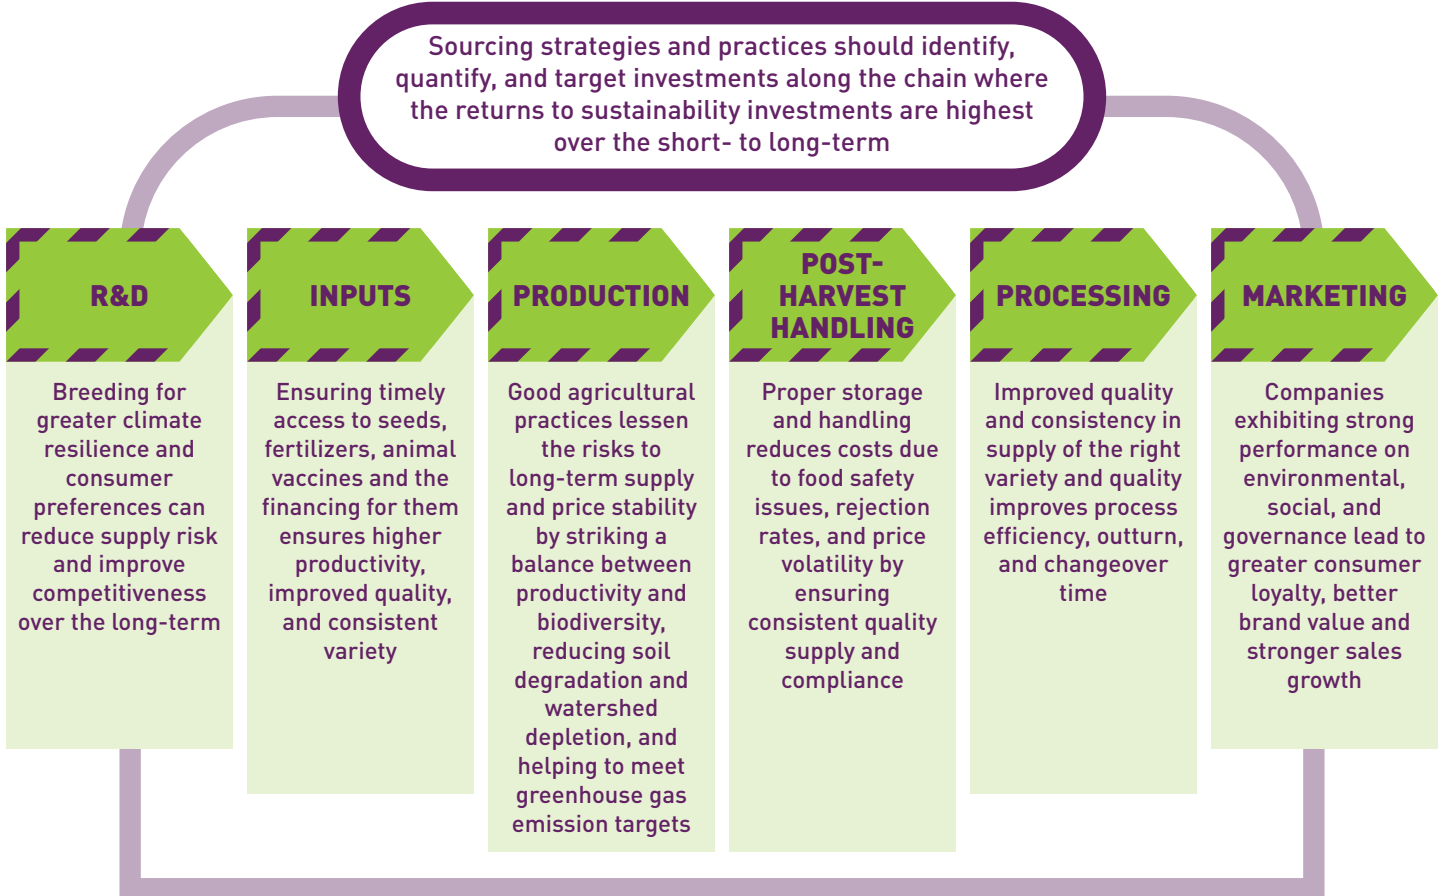 Sourcing strategies and practices should identify,
quantify, and target investments along the chain where
the returns to sustainability investments are highest
over the short- to long-term
R&D
Breeding for
greater climate
resilience and
consumer
preferences can
reduce supply risk
and improve
competitiveness
over the long-term
INPUTS
Ensuring timely
access to seeds,
fertilizers, animal
vaccines and the
financing for them
ensures higher
productivity,
improved quality,
and consistent
variety
PRODUCTION
Good agricultural
practices lessen
the risks to
long-term supply
and price stability
by striking a
balance between
productivity and
biodiversity,
reducing soil
degradation and
watershed
depletion, and
helping to meet
greenhouse gas
emission targets
POST-
HARVEST
HANDLING
Proper storage
and handling
reduces costs due
to food safety
issues, rejection
rates, and price
volatility by
ensuring
consistent quality
supply and
compliance
PROCESSING
Improved quality
and consistency in
supply of the right
variety and quality
improves process
efficiency, outturn,
and changeover
time
MARKETING
Companies
exhibiting strong
performance on
environmental,
social, and
governance lead to
greater consumer
loyalty, better
brand value and
stronger sales
growth